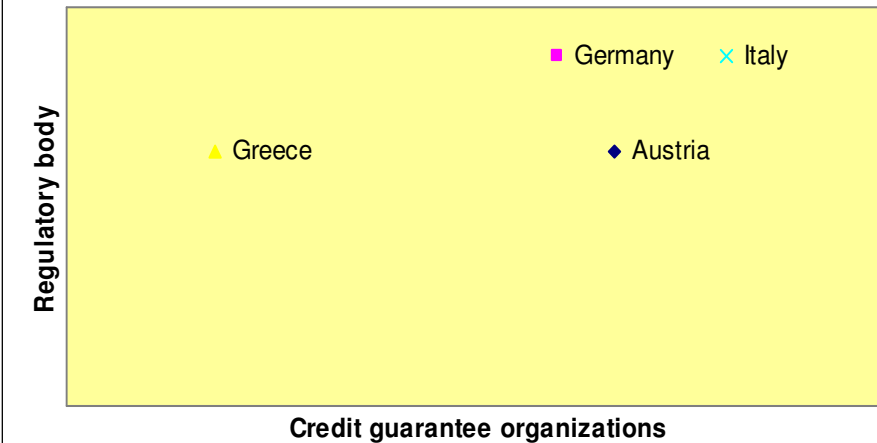 Germany
Italy
Greece
Austria
Regulatory body
Credit guarantee organizations